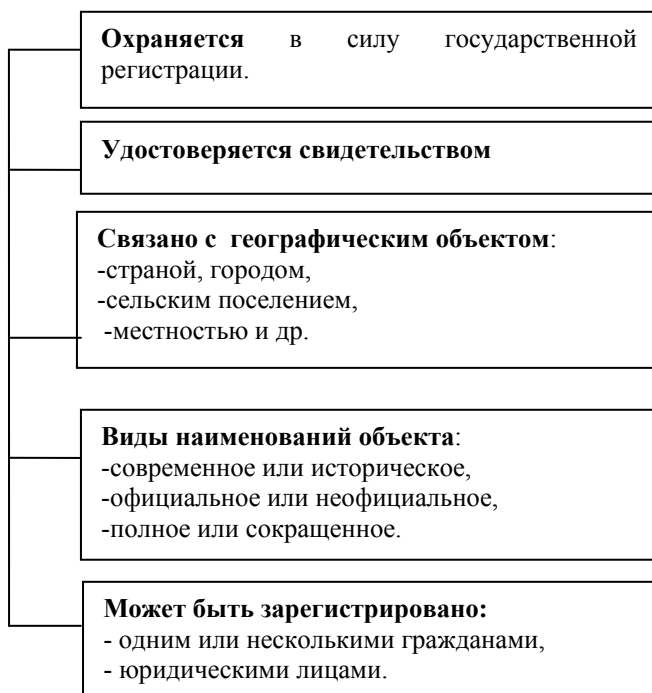 Охраняется в силу государственной
регистрации.
Удостоверяется свидетельством
Связано с географическим объектом:
-страной, городом,
-сельским поселением,
-местностью и др.
Виды наименований объекта:
-современное или историческое,
-официальное или неофициальное,
-полное или сокращенное.
Может быть зарегистрировано:
- одним или несколькими гражданами,
- юридическими лицами.